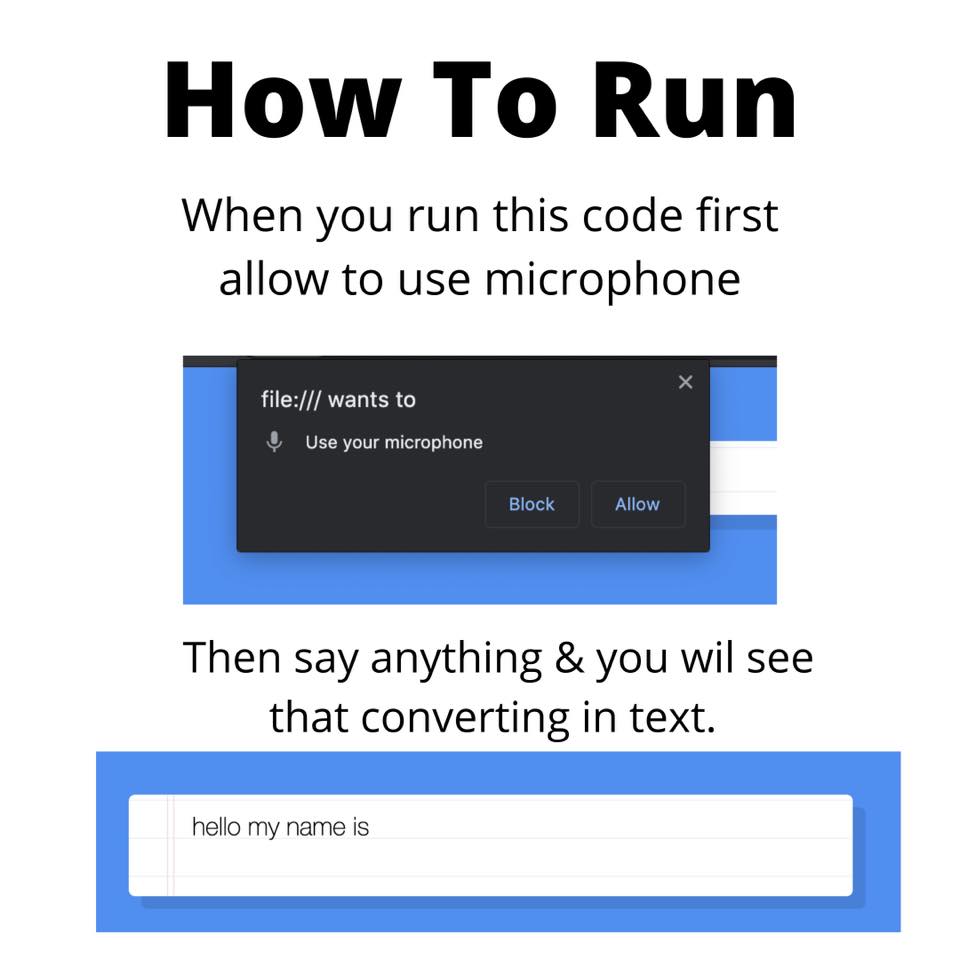 How To Run
When you run this code first
allow to use microphone
file:/// wants to
Use your microphone
Block Allow
Then say anything & you wil see
that converting in text.
hello my name is